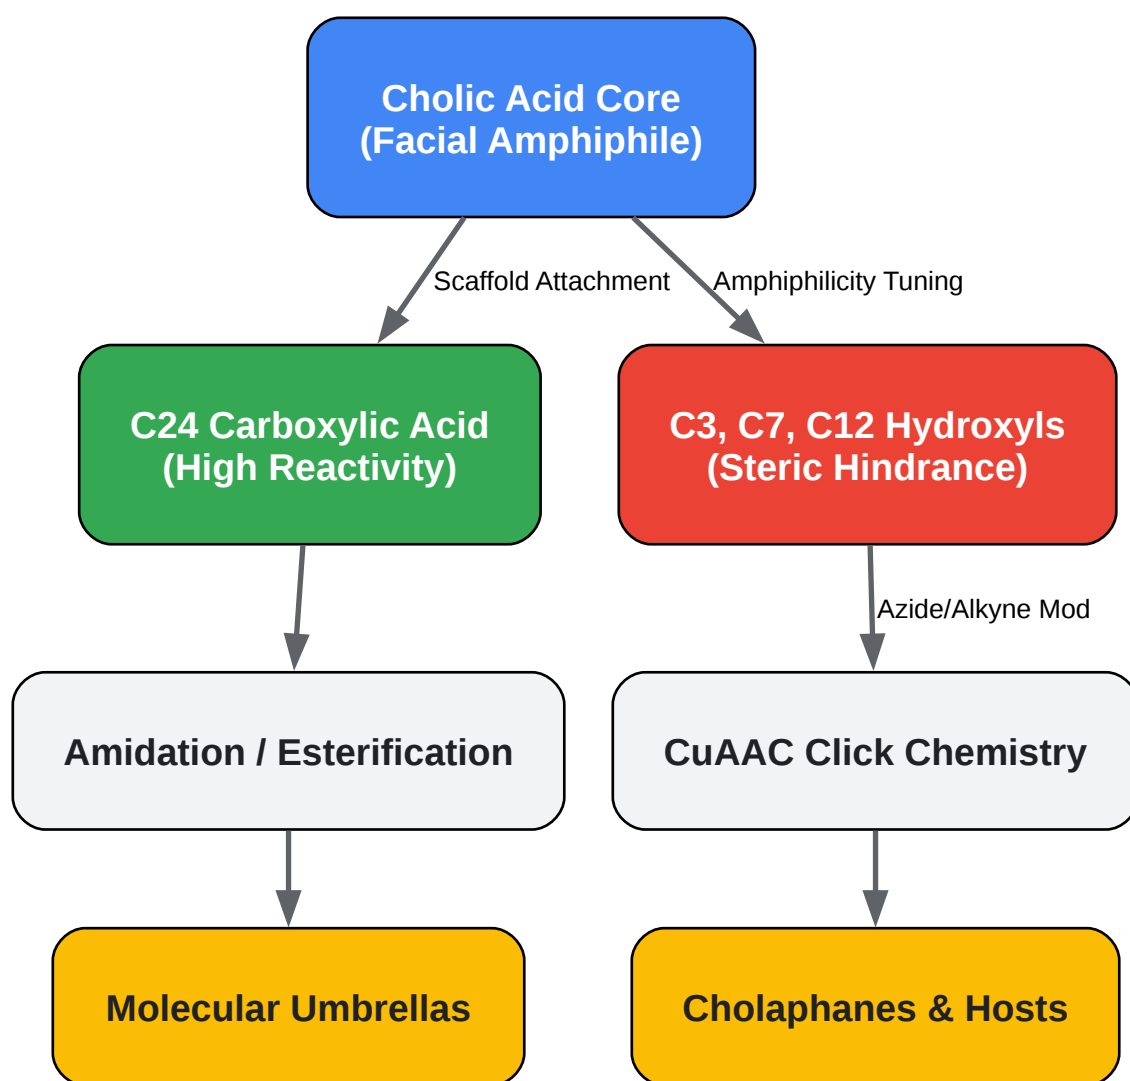 Cholic Acid Core
(Facial Amphiphile)
Scaffold Attachment
Amphiphilicity Tuning
C24 Carboxylic Acid
(High Reactivity)
C3, C7, C12 Hydroxyls
(Steric Hindrance)
Azide/Alkyne Mod
Amidation / Esterification
CuAAC Click Chemistry
Molecular Umbrellas
Cholaphanes & Hosts